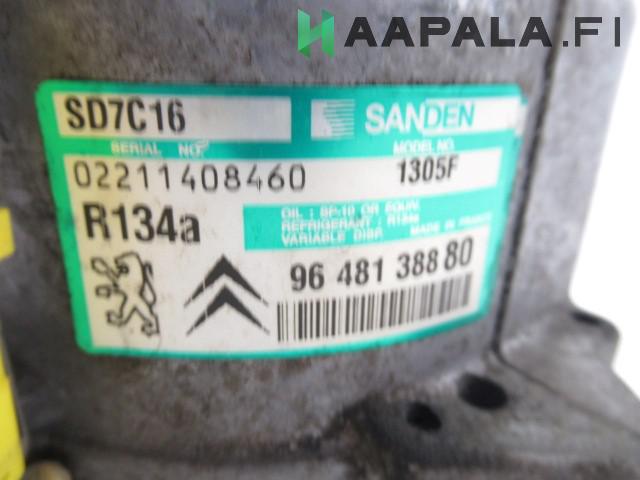 HAAPALA.FI
SD7C16
SANDEN
SERIAL NO.
MODEL NO.
02211408460
1305F
R134a
OIL : SP-10 OR EQUIV.
REFRIGERANT : R134a
VARIABLE DISP. MADE IN FRANCE
96 481 388 80